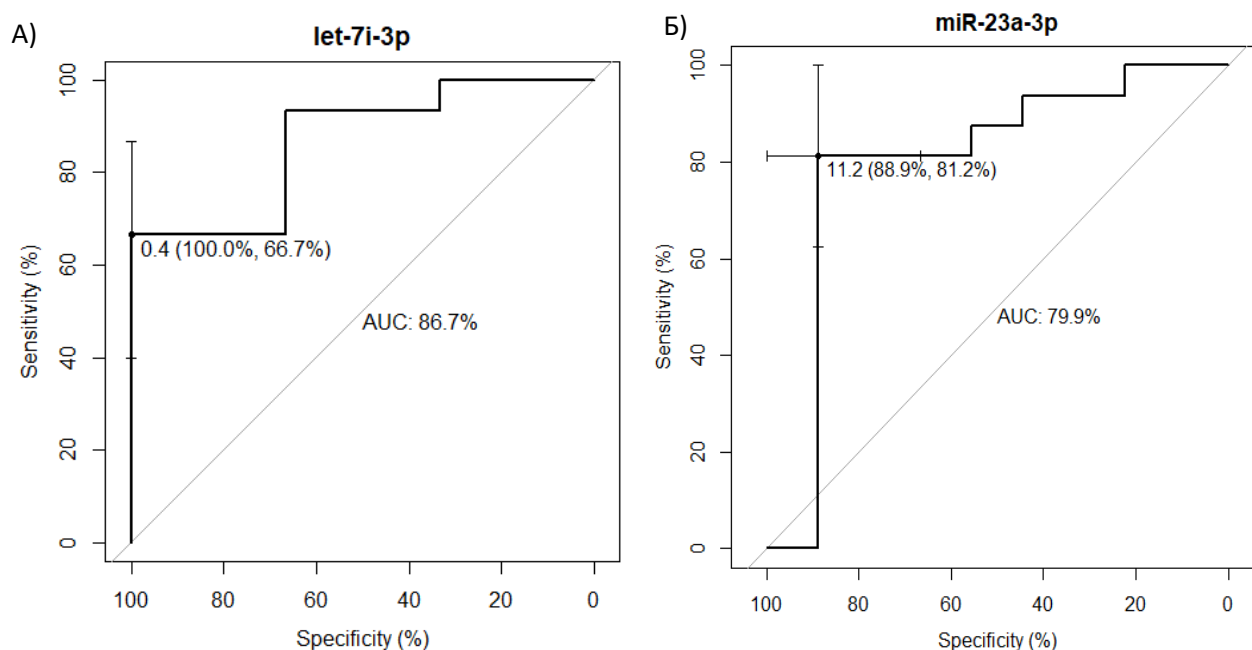 А)
let-7i-3p
Sensitivity (%)
100
80
60
40
20
0
0.4 (100.0%, 66.7%)
AUC: 86.7%
100
80
60
40
20
0
Specificity (%)
Б)
miR-23a-3p
Sensitivity (%)
100
80
60
40
20
0
11.2 (88.9%, 81.2%)
AUC: 79.9%
100
80
60
40
20
0
Specificity (%)